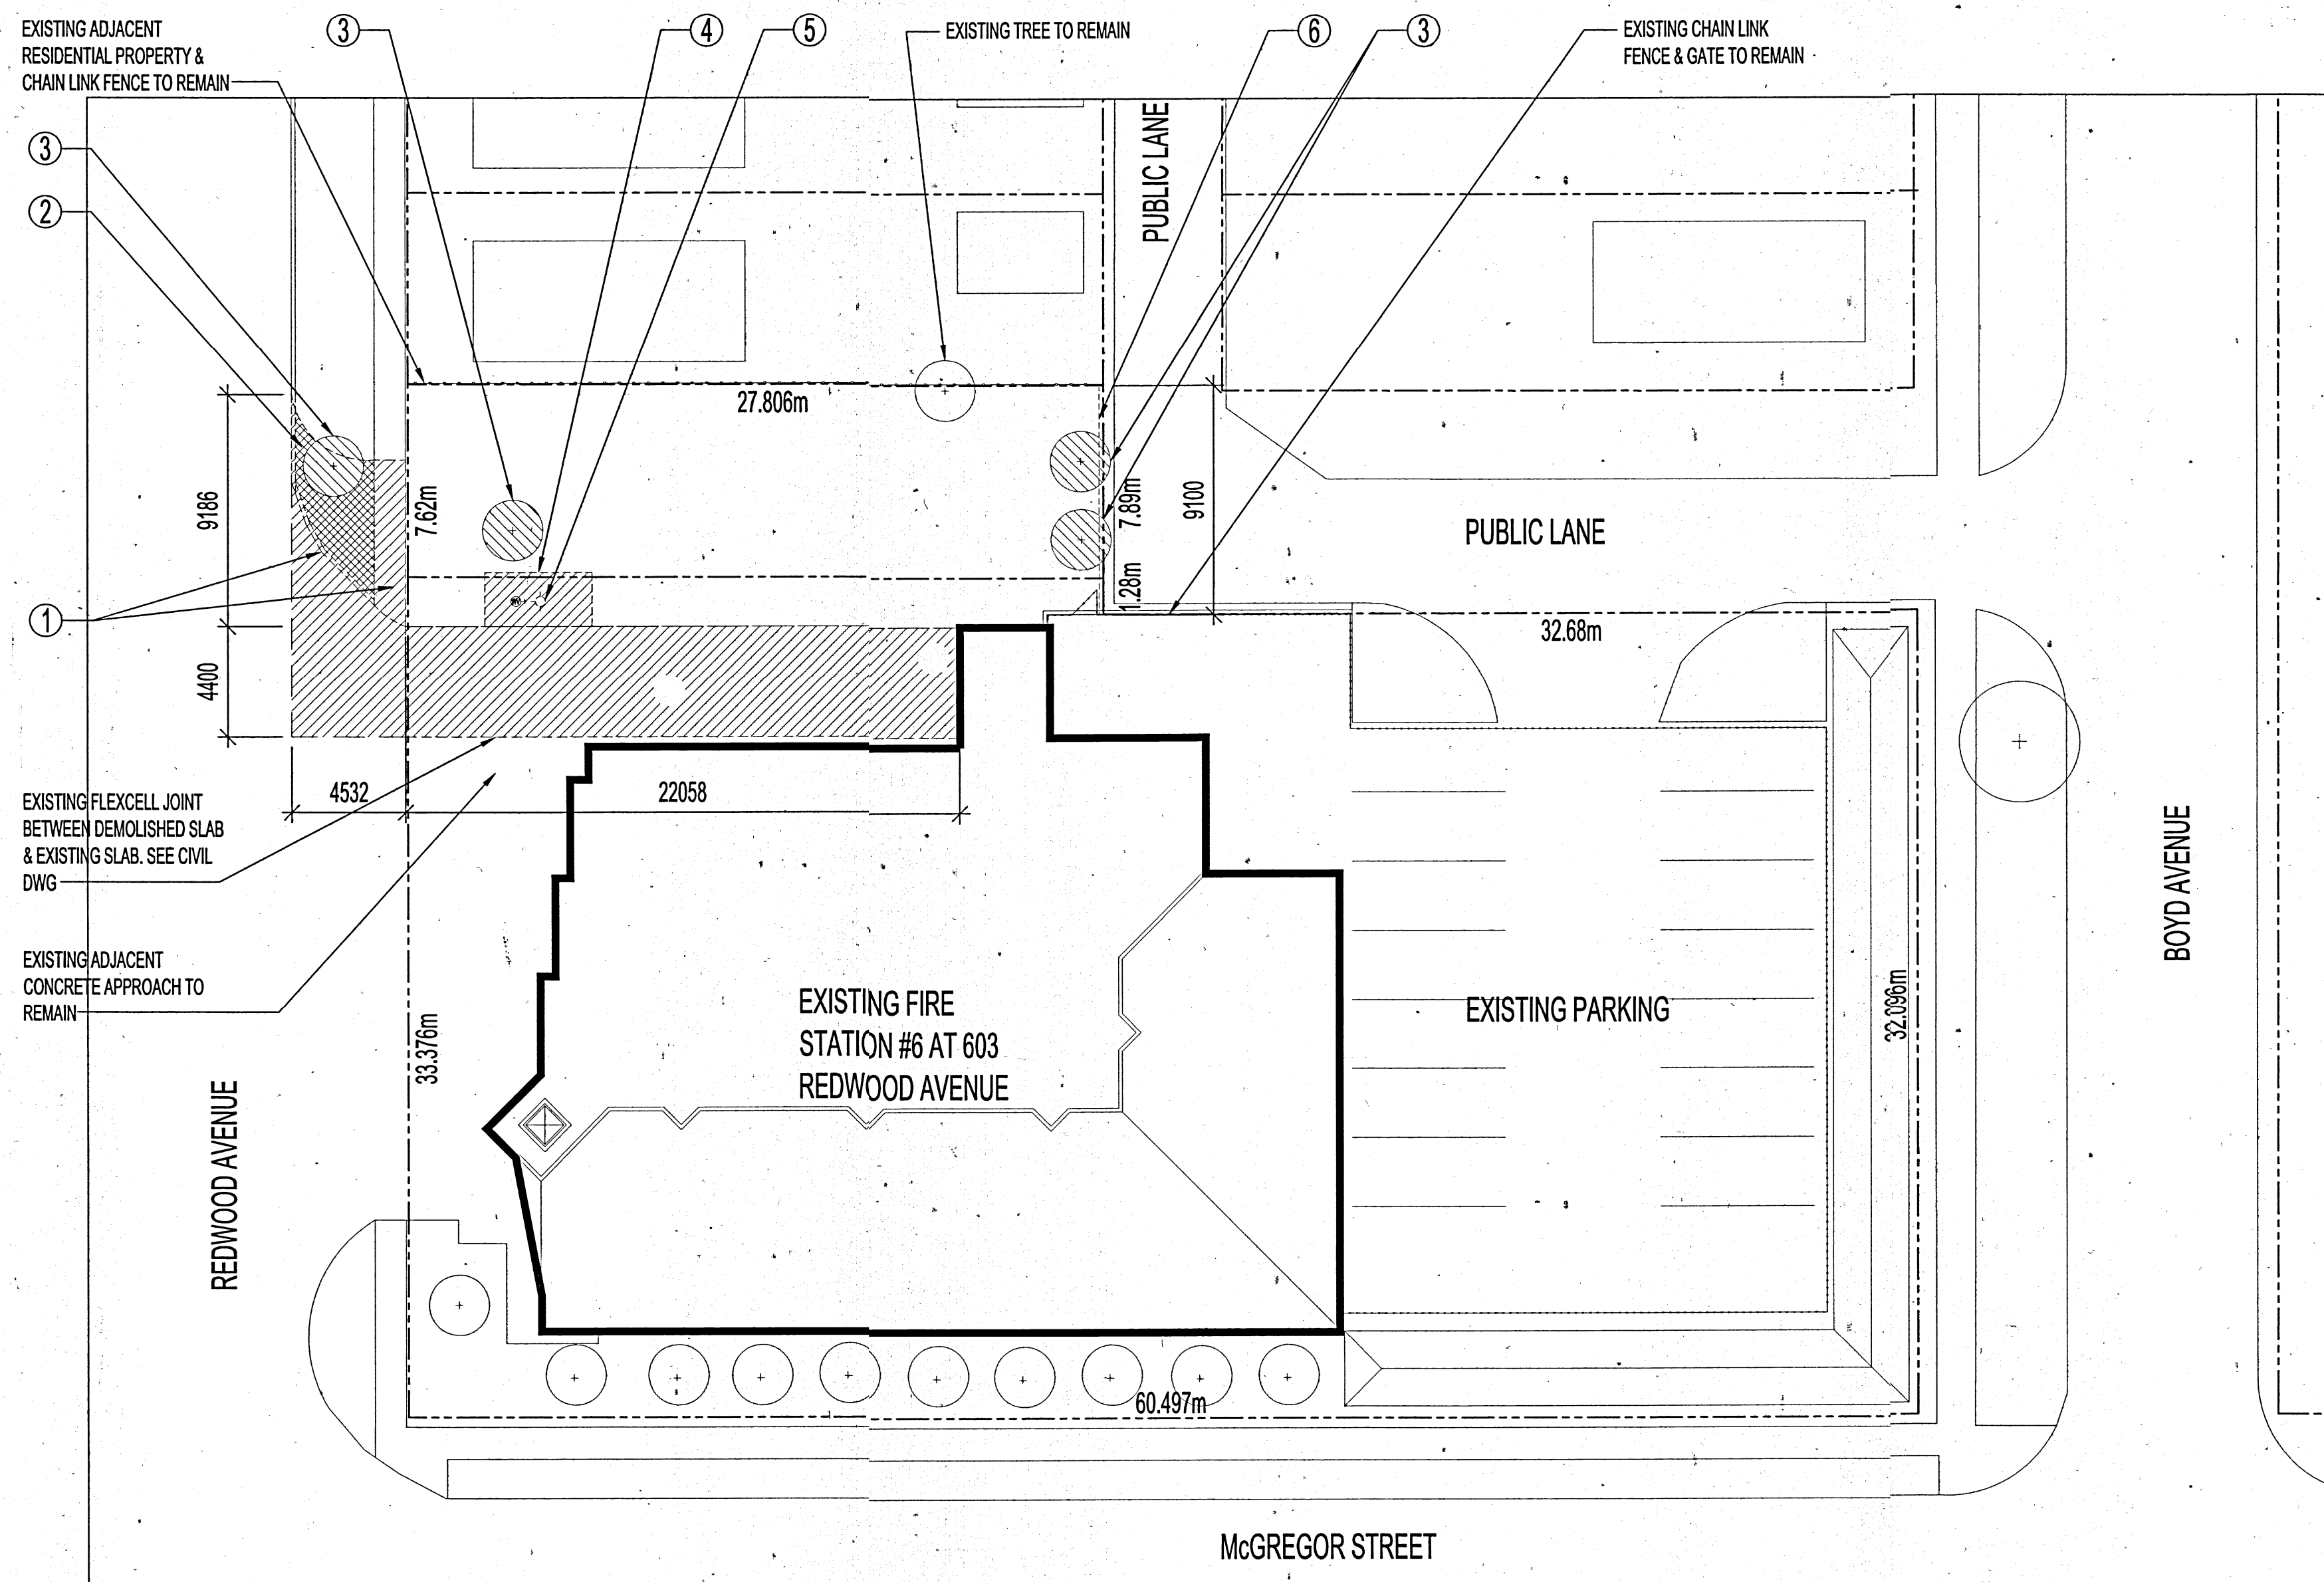 EXISTING ADJACENT
RESIDENTIAL PROPERTY &
CHAIN LINK FENCE TO REMAIN
3
4
5
EXISTING TREE TO REMAIN
6
3
EXISTING CHAIN LINK
FENCE & GATE TO REMAIN
3
2
1
PUBLIC LANE
27.806m
9186
7.62m
7.89m
9100
1.28m
PUBLIC LANE
32.68m
4400
4532
22058
EXISTING FLEXCELL JOINT
BETWEEN DEMOLISHED SLAB
& EXISTING SLAB. SEE CIVIL
DWG
EXISTING ADJACENT
CONCRETE APPROACH TO
REMAIN
33.376m
EXISTING FIRE
STATION #6 AT 603
REDWOOD AVENUE
EXISTING PARKING
32.096m
BOYD AVENUE
REDWOOD AVENUE
60.497m
McGREGOR STREET